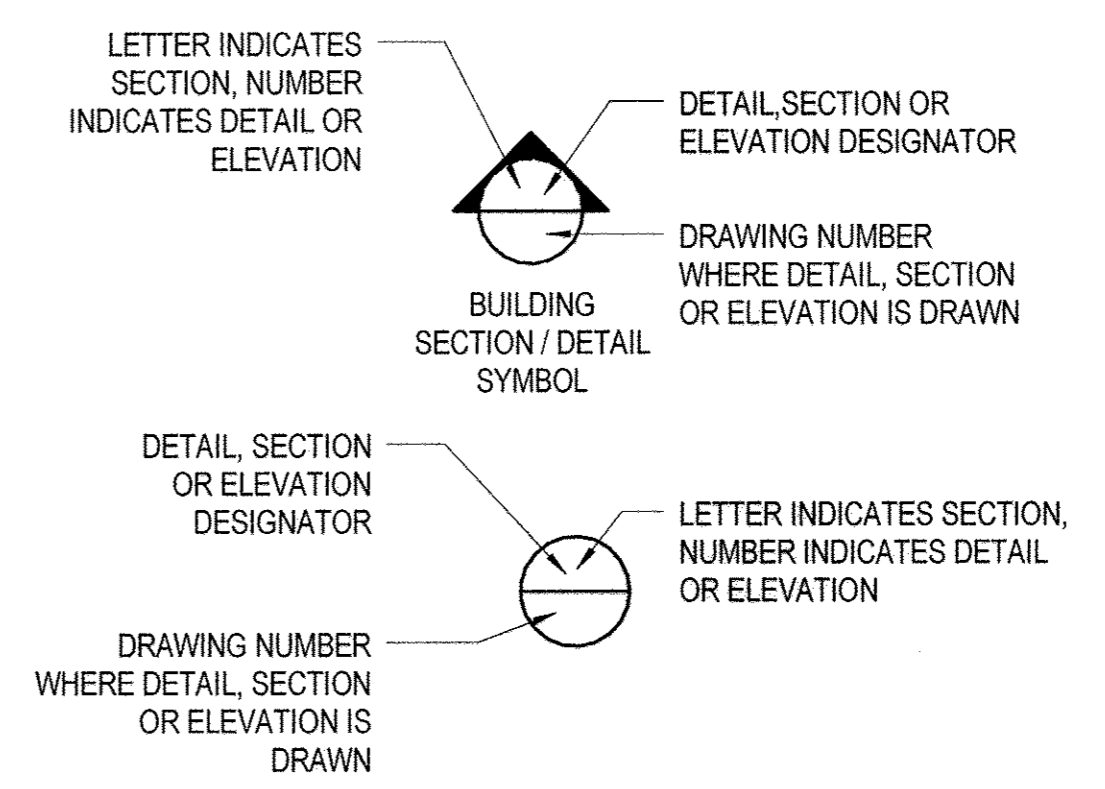 LETTER INDICATES
SECTION, NUMBER
INDICATES DETAIL OR
ELEVATION
DETAIL,SECTION OR
ELEVATION DESIGNATOR
DRAWING NUMBER
WHERE DETAIL, SECTION
OR ELEVATION IS DRAWN
BUILDING
SECTION / DETAIL
SYMBOL
DETAIL, SECTION
OR ELEVATION
DESIGNATOR
LETTER INDICATES SECTION,
NUMBER INDICATES DETAIL
OR ELEVATION
DRAWING NUMBER
WHERE DETAIL, SECTION
OR ELEVATION IS
DRAWN